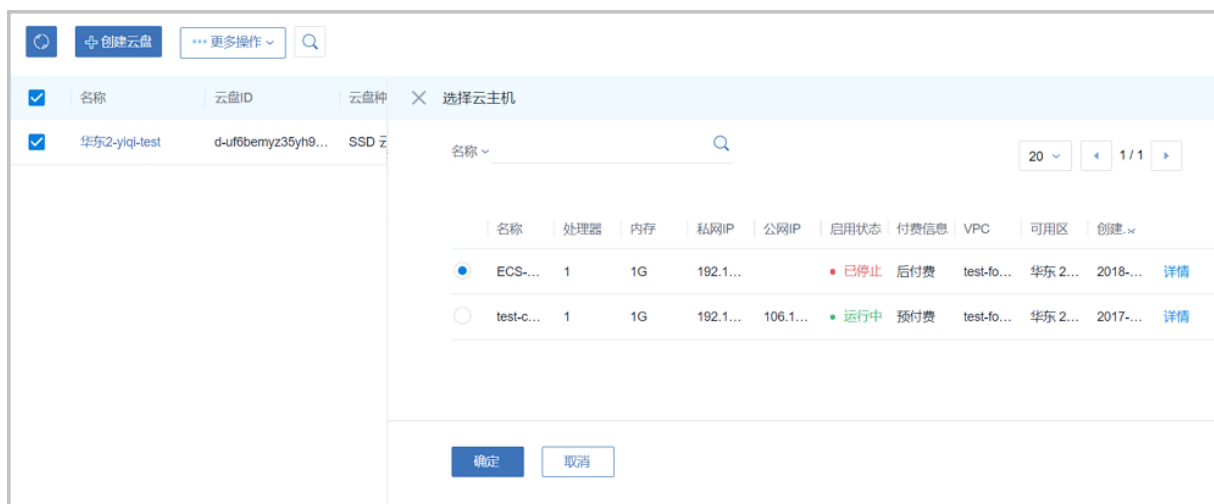 创建云盘 ··· 更多操作
名称 云盘ID 云盘种 选择云主机
华东2-yiqi-test d-uf6bemyz35yh9... SSD 云
名称
20 1 / 1
名称 处理器 内存 私网IP 公网IP 启用状态 付费信息 VPC 可用区 创建...
ECS-... 1 1G 192.1... 已停止 后付费 test-fo... 华东 2... 2018-... 详情
test-c... 1 1G 192.1... 106.1... 运行中 预付费 test-fo... 华东 2... 2017-... 详情
确定 取消